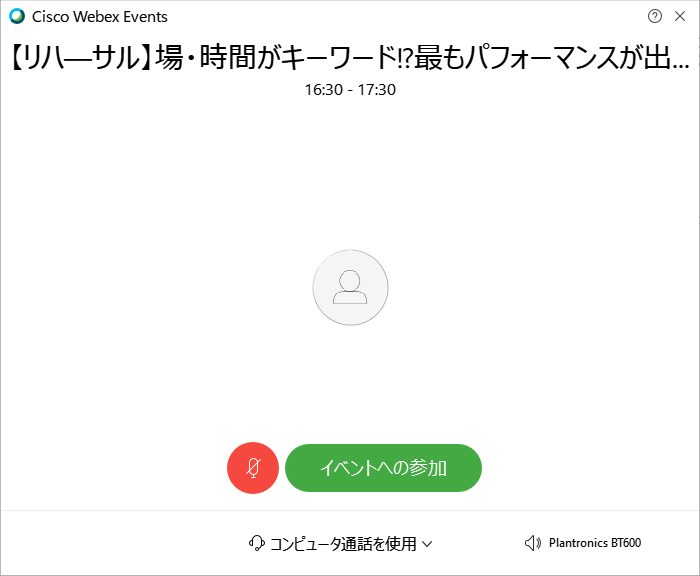 Cisco Webex Events
【リハーサル】場・時間がキーワード!?最もパフォーマンスが出...
16:30 - 17:30
イベントへの参加
コンピュータ通話を使用
Plantronics BT600